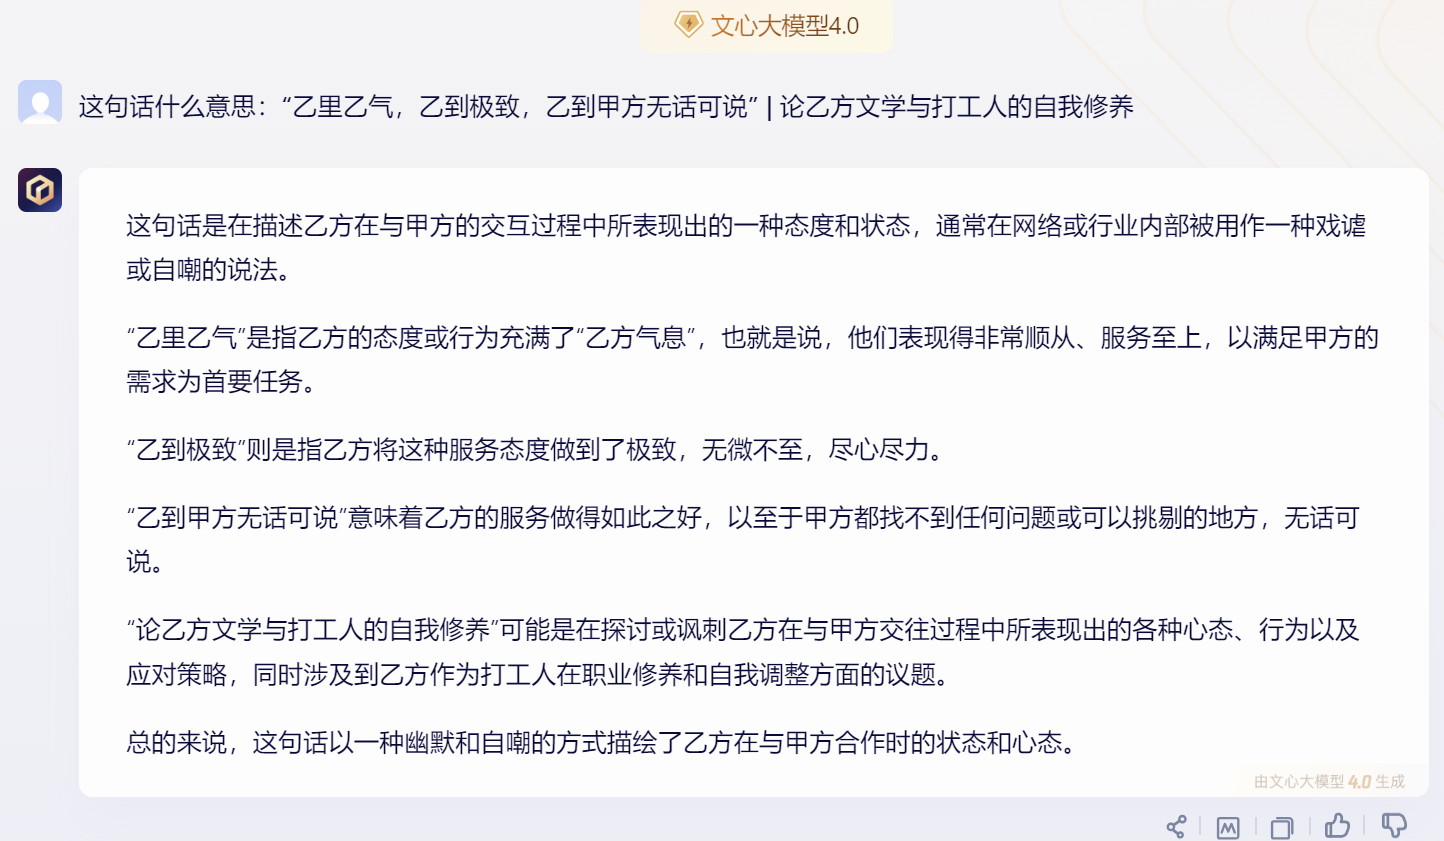 文心大模型4.0
这句话什么意思：“乙里乙气，乙到极致，乙到甲方无话可说” | 论乙方文学与打工人的自我修养
这句话是在描述乙方在与甲方的交互过程中所表现出的一种态度和状态，通常在网络或行业内部被用作一种戏谑
或自嘲的说法。
“乙里乙气”是指乙方的态度或行为充满了“乙方气息”，也就是说，他们表现得非常顺从、服务至上，以满足甲方的
需求为首要任务。
“乙到极致”则是指乙方将这种服务态度做到了极致，无微不至，尽心尽力。
“乙到甲方无话可说”意味着乙方的服务做得如此之好，以至于甲方都找不到任何问题或可以挑剔的地方，无话可
说。
“论乙方文学与打工人的自我修养”可能是在探讨或讽刺乙方在与甲方交往过程中所表现出的各种心态、行为以及
应对策略，同时涉及到乙方作为打工人在职业修养和自我调整方面的议题。
总的来说，这句话以一种幽默和自嘲的方式描绘了乙方在与甲方合作时的状态和心态。
由文心大模型 4.0 生成